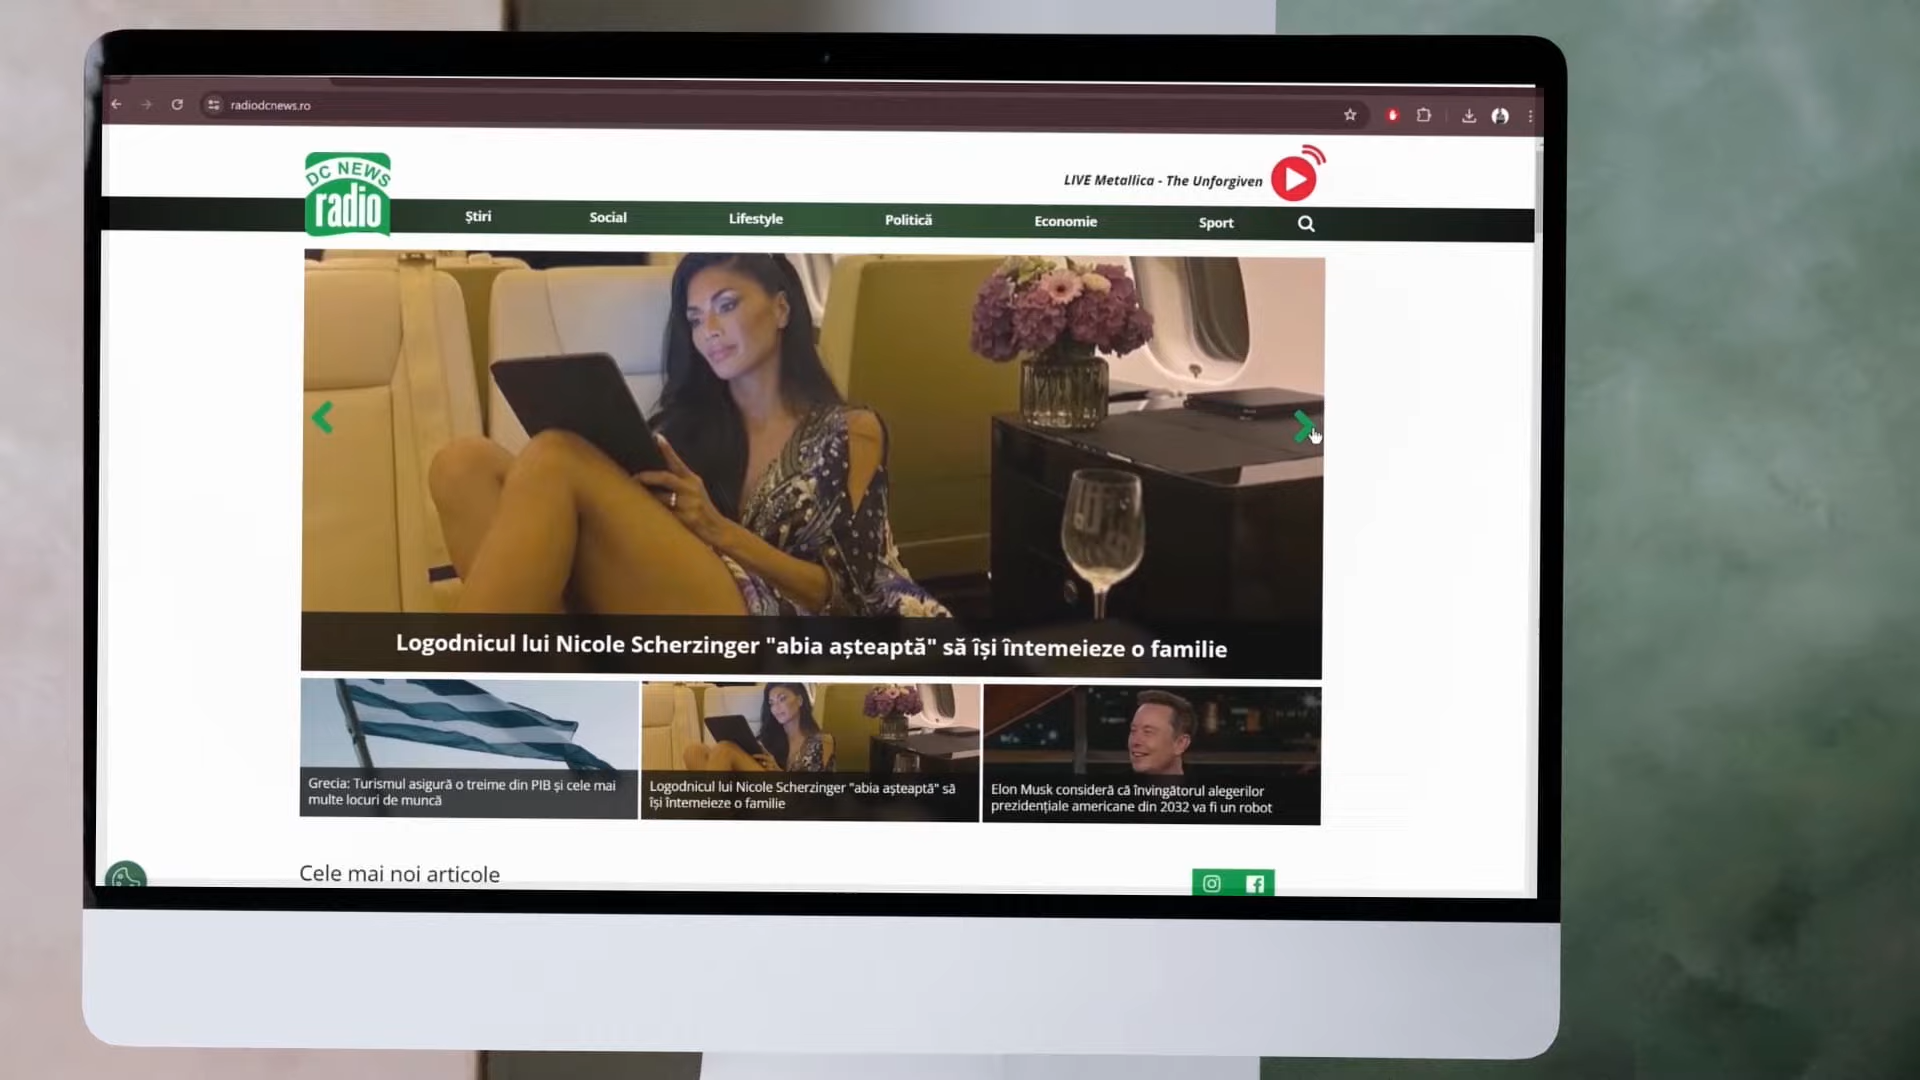 radiodcnews.ro
DC NEWS
radio
LIVE Metallica - The Unforgiven
Știri
Social
Lifestyle
Politică
Economie
Sport
Logodnicul lui Nicole Scherzinger "abia așteaptă" să își întemeieze o familie
Grecia: Turismul asigură o treime din PIB și cele mai
multe locuri de muncă
Logodnicul lui Nicole Scherzinger "abia așteaptă" să
își întemeieze o familie
Elon Musk consideră că învingătorul alegerilor
prezidențiale americane din 2032 va fi un robot
Cele mai noi articole